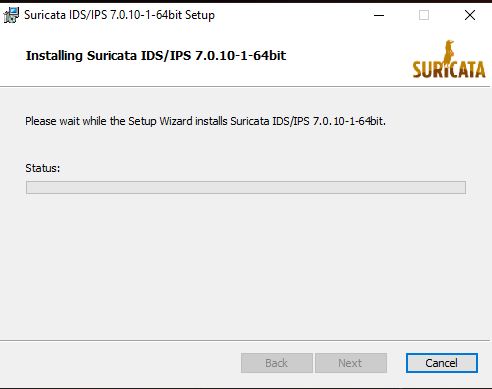 Suricata IDS/IPS 7.0.10-1-64bit Setup
Installing Suricata IDS/IPS 7.0.10-1-64bit
SURICATA
Please wait while the Setup Wizard installs Suricata IDS/IPS 7.0.10-1-64bit.
Status:
Back Next Cancel